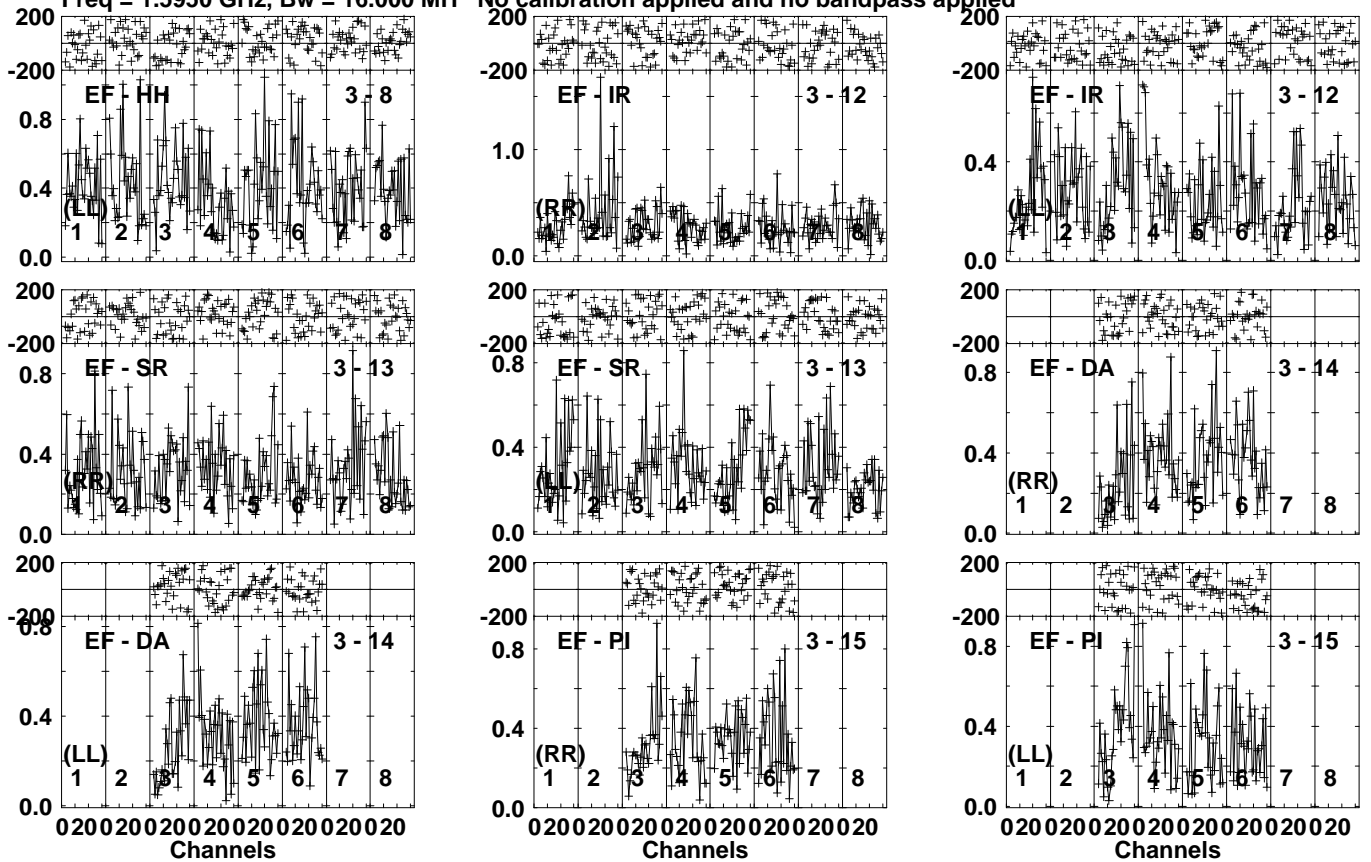 Freq = 1.5950 GHz, Bw = 16.000 MH No calibration applied and no bandpass applied
200 200 200
-200 -200 -200
EF - HH 3 - 8 EF - IR 3 - 12 EF - IR 3 - 12
0.8 1.0 0.4
0.4
(LL) (RR) (LL)
1 2 3 4 5 6 7 8 1 2 3 4 5 6 7 8 1 2 3 4 5 6 7 8
0.0 0.0 0.0
200 200 200
-200 -200 -200
EF - SR 3 - 13 EF - SR 3 - 13 EF - DA 3 - 14
0.8 0.8 0.8
0.4 0.4 0.4
(RR) (LL) (RR)
1 2 3 4 5 6 7 8 1 2 3 4 5 6 7 8 1 2 3 4 5 6 7 8
0.0 0.0 0.0
200 200 200
-200 -200 -200
0.8
EF - DA 3 - 14 EF - PI 3 - 15 EF - PI 3 - 15
0.8 0.8
0.4 0.4 0.4
(LL) (RR) (LL)
1 2 3 4 5 6 7 8 1 2 3 4 5 6 7 8 1 2 3 4 5 6 7 8
0.0 0.0 0.0
0 20 0 20 0 20 0 20 0 20 0 20 0 20 0 20 0 20 0 20 0 20 0 20 0 20 0 20 0 20 0 20 0 20 0 20 0 20 0 20 0 20 0 20 0 20 0 20
Channels Channels Channels